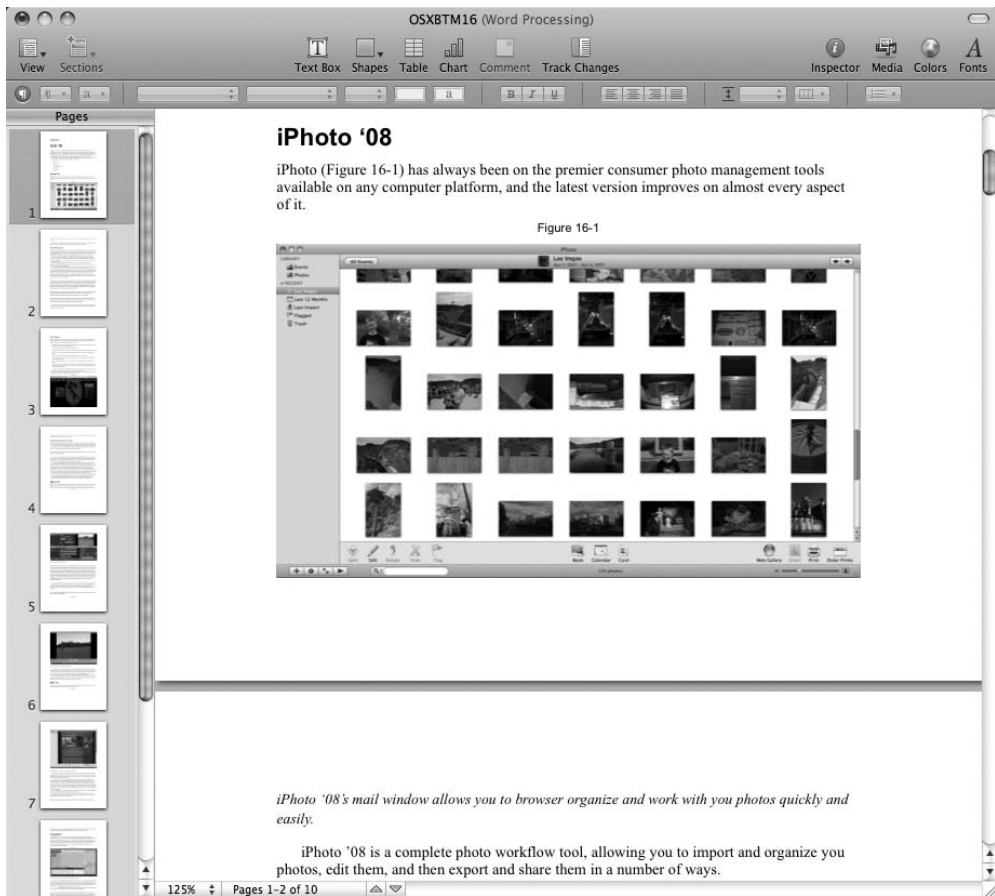 OSXBTM16 (Word Processing)
View Sections Text Box Shapes Table Chart Comment Track Changes Inspector Media Colors Fonts
a a B I U
Pages
1
2
3
4
5
6
7
iPhoto ‘08
iPhoto (Figure 16-1) has always been on the premier consumer photo management tools
available on any computer platform, and the latest version improves on almost every aspect
of it.
Figure 16-1
iPhoto
LIBRARY
Events
Photos
RECENT
Las Vegas
Last 12 Months
Last Import
Flagged
Trash
All Events
Las Vegas
Edit Hide Flag Book Calendar Card Web Gallery Email Print Order Prints
iPhoto ‘08’s mail window allows you to browser organize and work with you photos quickly and
easily.
iPhoto ’08 is a complete photo workflow tool, allowing you to import and organize you
photos, edit them, and then export and share them in a number of ways.
125% Pages 1-2 of 10